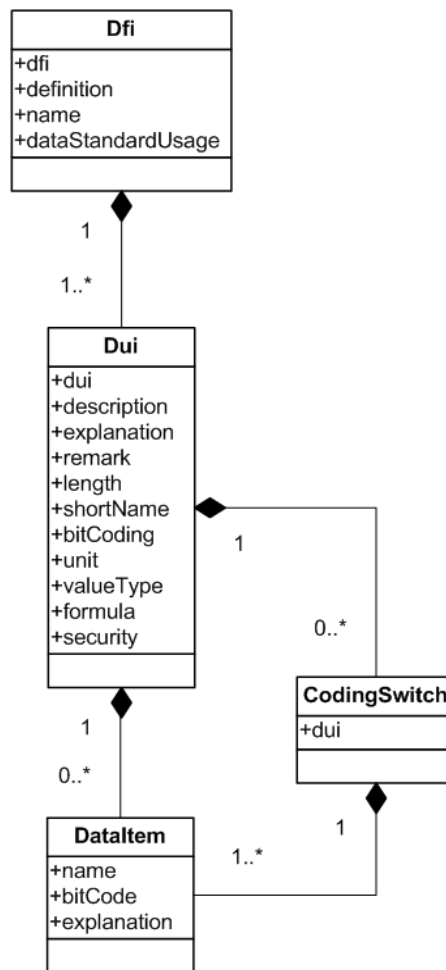 Dfi
+dfi
+definition
+name
+dataStandardUsage
1
1..*
Dui
+dui
+description
+explanation
+remark
+length
+shortName
+bitCoding
+unit
+valueType
+formula
+security
1
0..*
CodingSwitch
+dui
1
0..*
1
1..*
DataItem
+name
+bitCode
+explanation